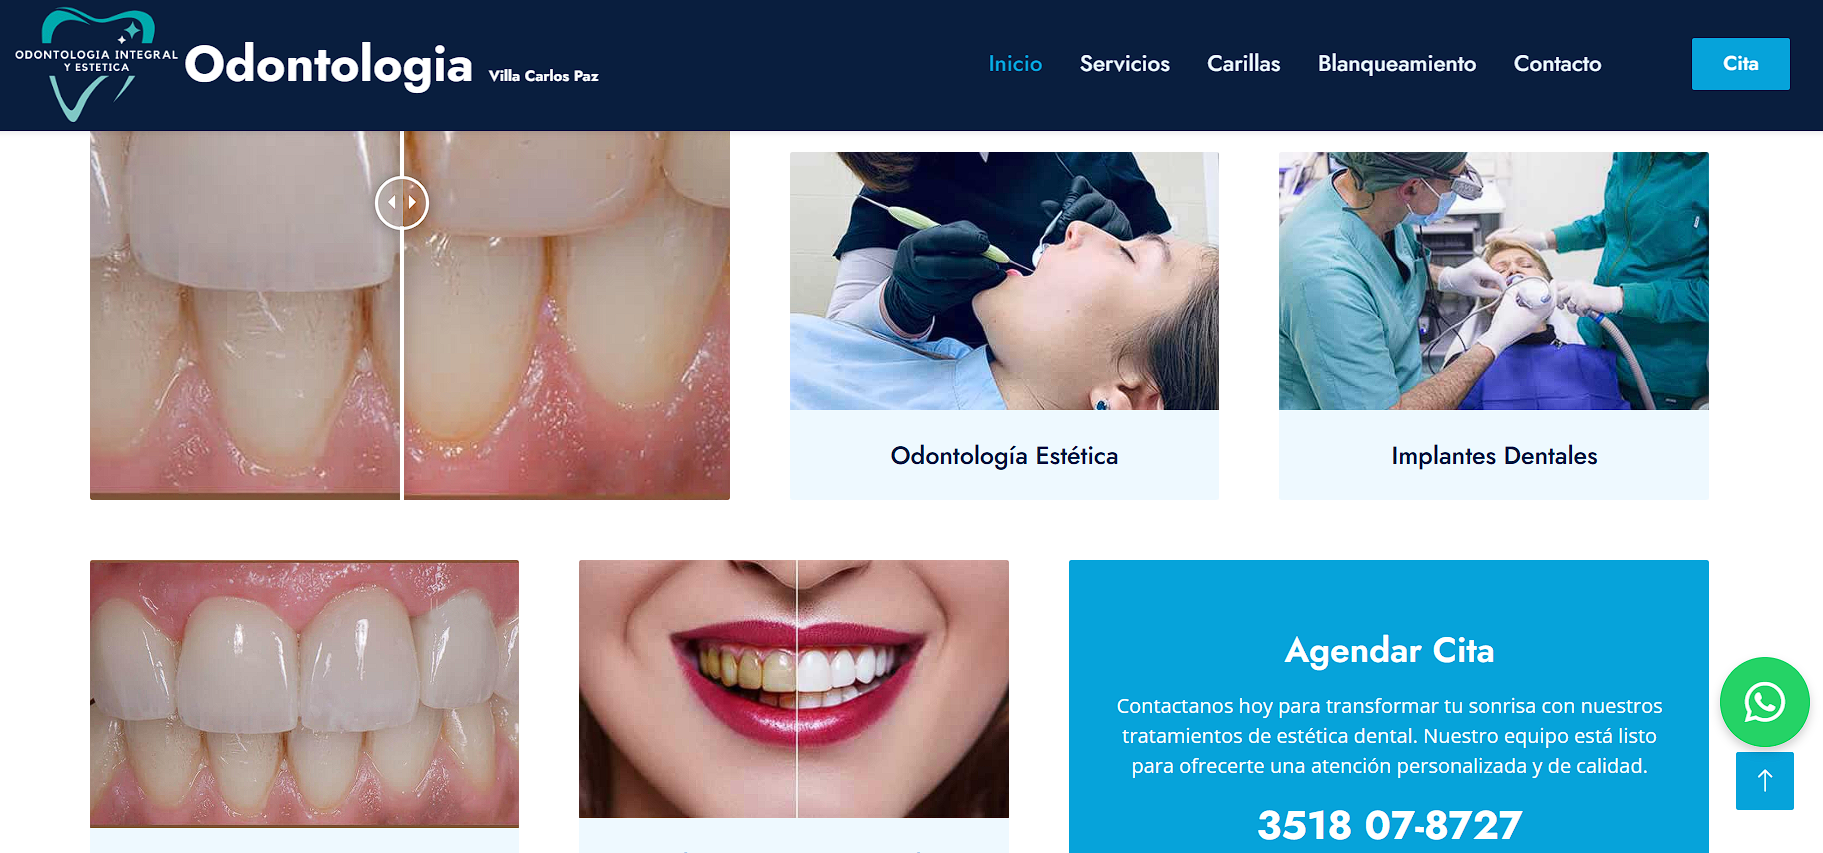 ODONTOLOGIA INTEGRAL
Y ESTETICA
Odontologia Villa Carlos Paz
Inicio Servicios Carillas Blanqueamiento Contacto Cita
Odontología Estética
Implantes Dentales
Agendar Cita
Contactanos hoy para transformar tu sonrisa con nuestros
tratamientos de estética dental. Nuestro equipo está listo
para ofrecerte una atención personalizada y de calidad.
3518 07-8727